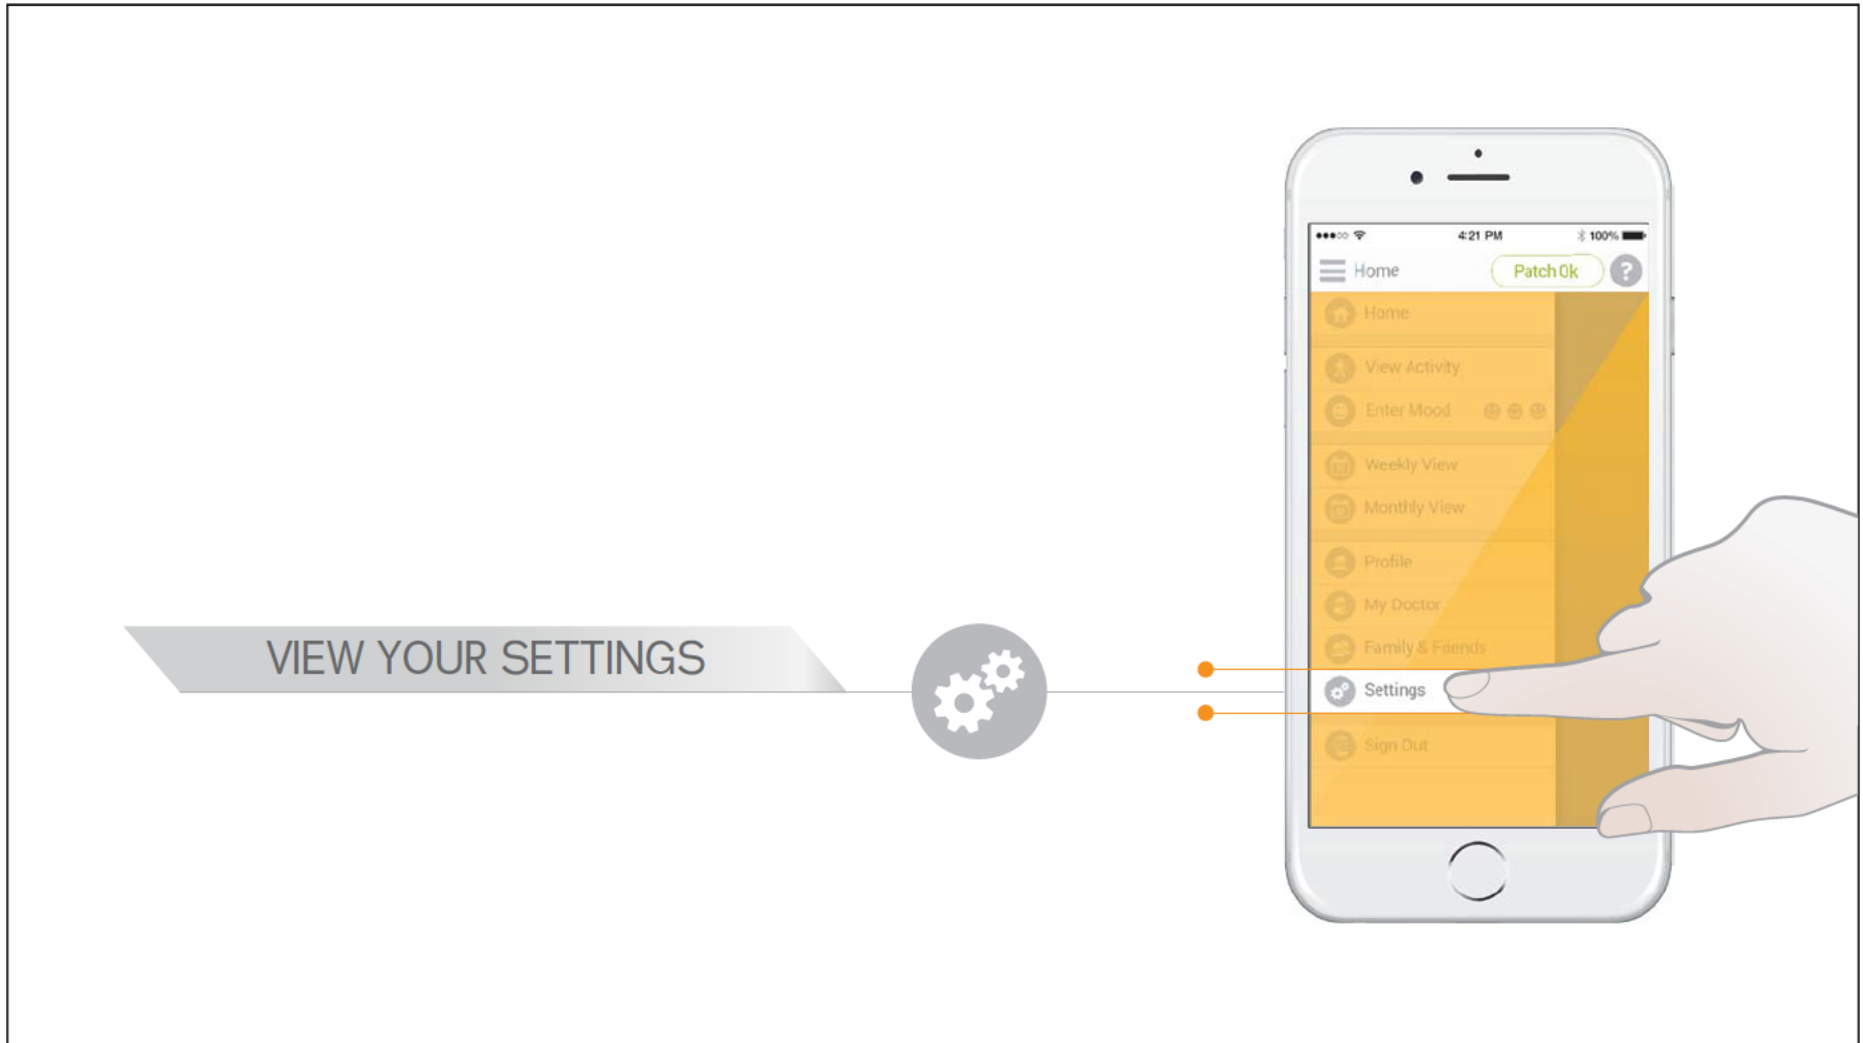 4:21 PM
100%
Home
Patch Ok
?
Home
View Activity
Enter Mood
Weekly View
Monthly View
Profile
My Doctor
Family & Friends
VIEW YOUR SETTINGS
Settings
Sign Out